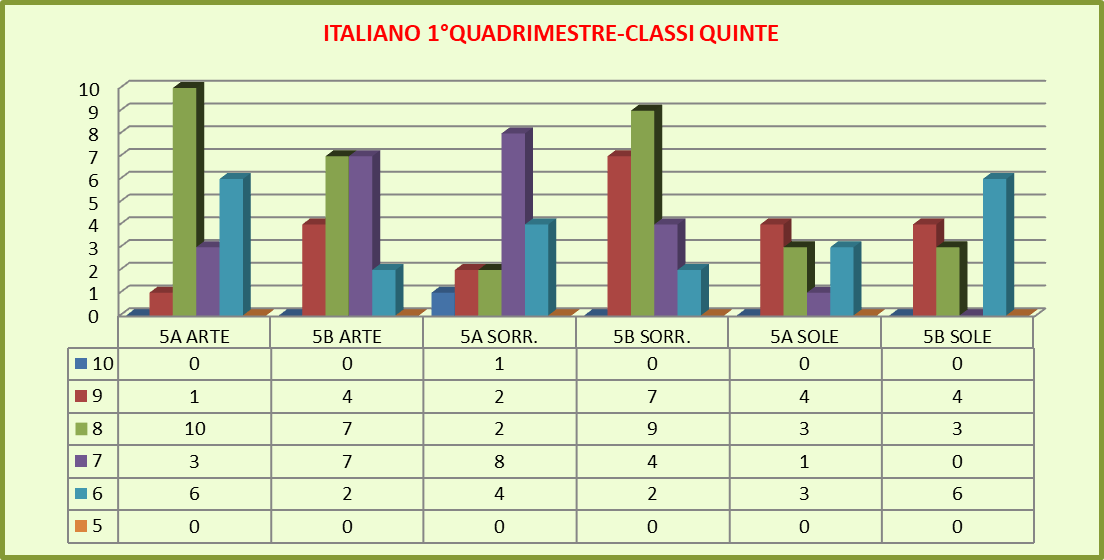 ITALIANO 1°QUADRIMESTRE-CLASSI QUINTE
10
9
8
7
6
5
4
3
2
1
0
5A ARTE 5B ARTE 5A SORR. 5B SORR. 5A SOLE 5B SOLE
10 0 0 1 0 0 0
9 1 4 2 7 4 4
8 10 7 2 9 3 3
7 3 7 8 4 1 0
6 6 2 4 2 3 6
5 0 0 0 0 0 0